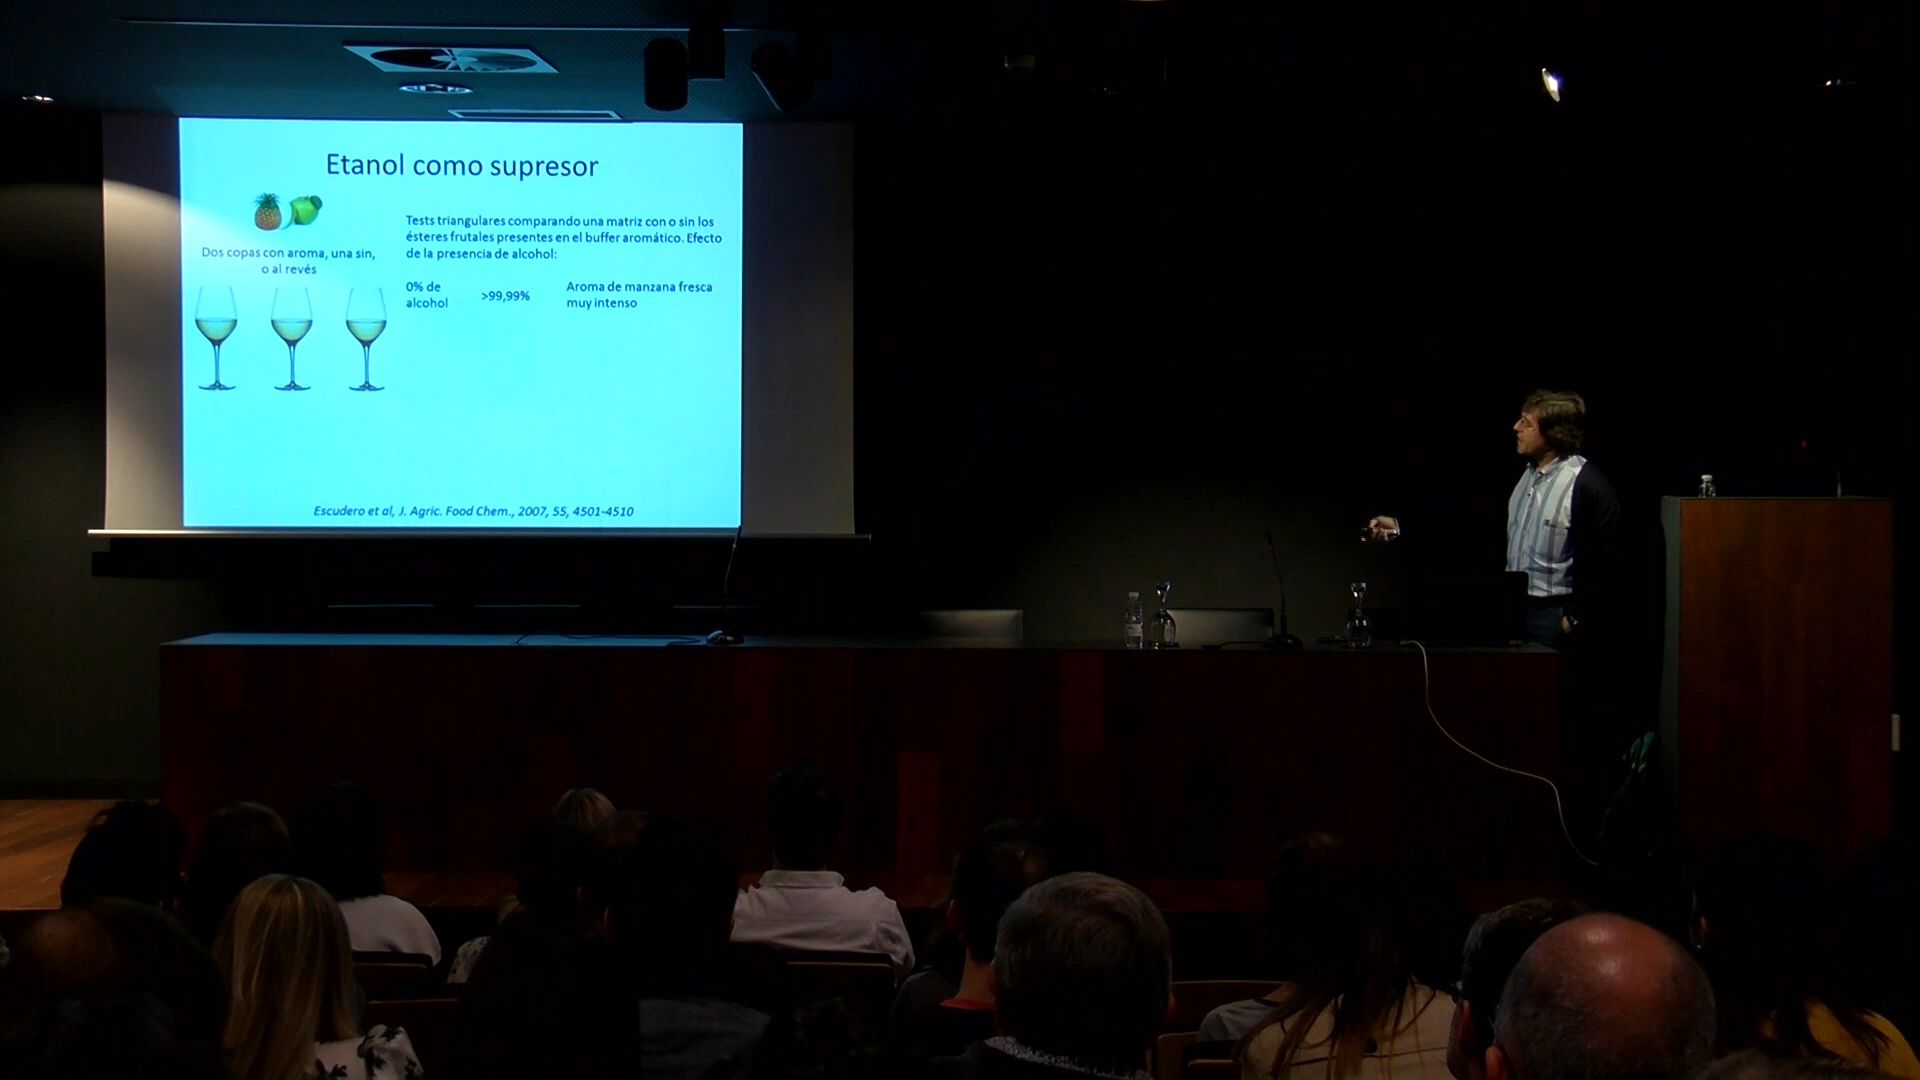 Etanol como supresor
Dos copas con aroma, una sin,
o al revés
Tests triangulares comparando una matriz con o sin los
ésteres frutales presentes en el buffer aromático. Efecto
de la presencia de alcohol:
0% de
alcohol
>99,99%
Aroma de manzana fresca
muy intenso
Escudero et al, J. Agric. Food Chem., 2007, 55, 4501-4510